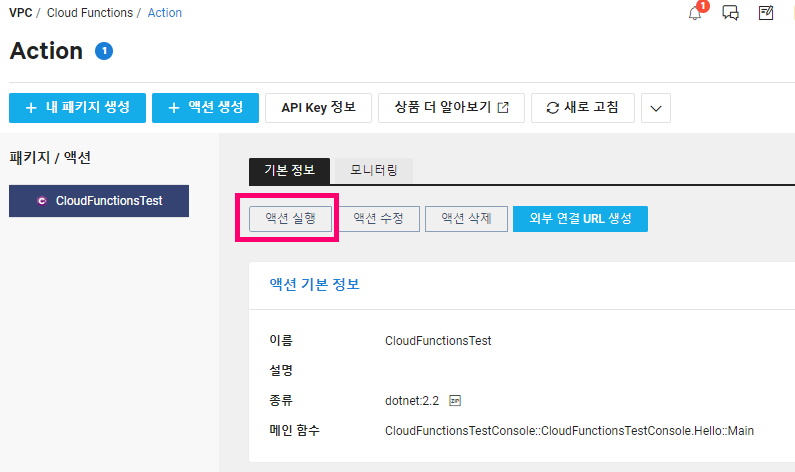 VPC / Cloud Functions / Action
1
Action 1
+ 내 패키지 생성 + 액션 생성 API Key 정보 상품 더 알아보기 새로 고침
패키지 / 액션
CloudFunctionsTest
기본 정보 모니터링
액션 실행 액션 수정 액션 삭제 외부 연결 URL 생성
액션 기본 정보
이름 CloudFunctionsTest
설명
종류 dotnet:2.2 ZIP
메인 함수 CloudFunctionsTestConsole::CloudFunctionsTestConsole.Hello::Main